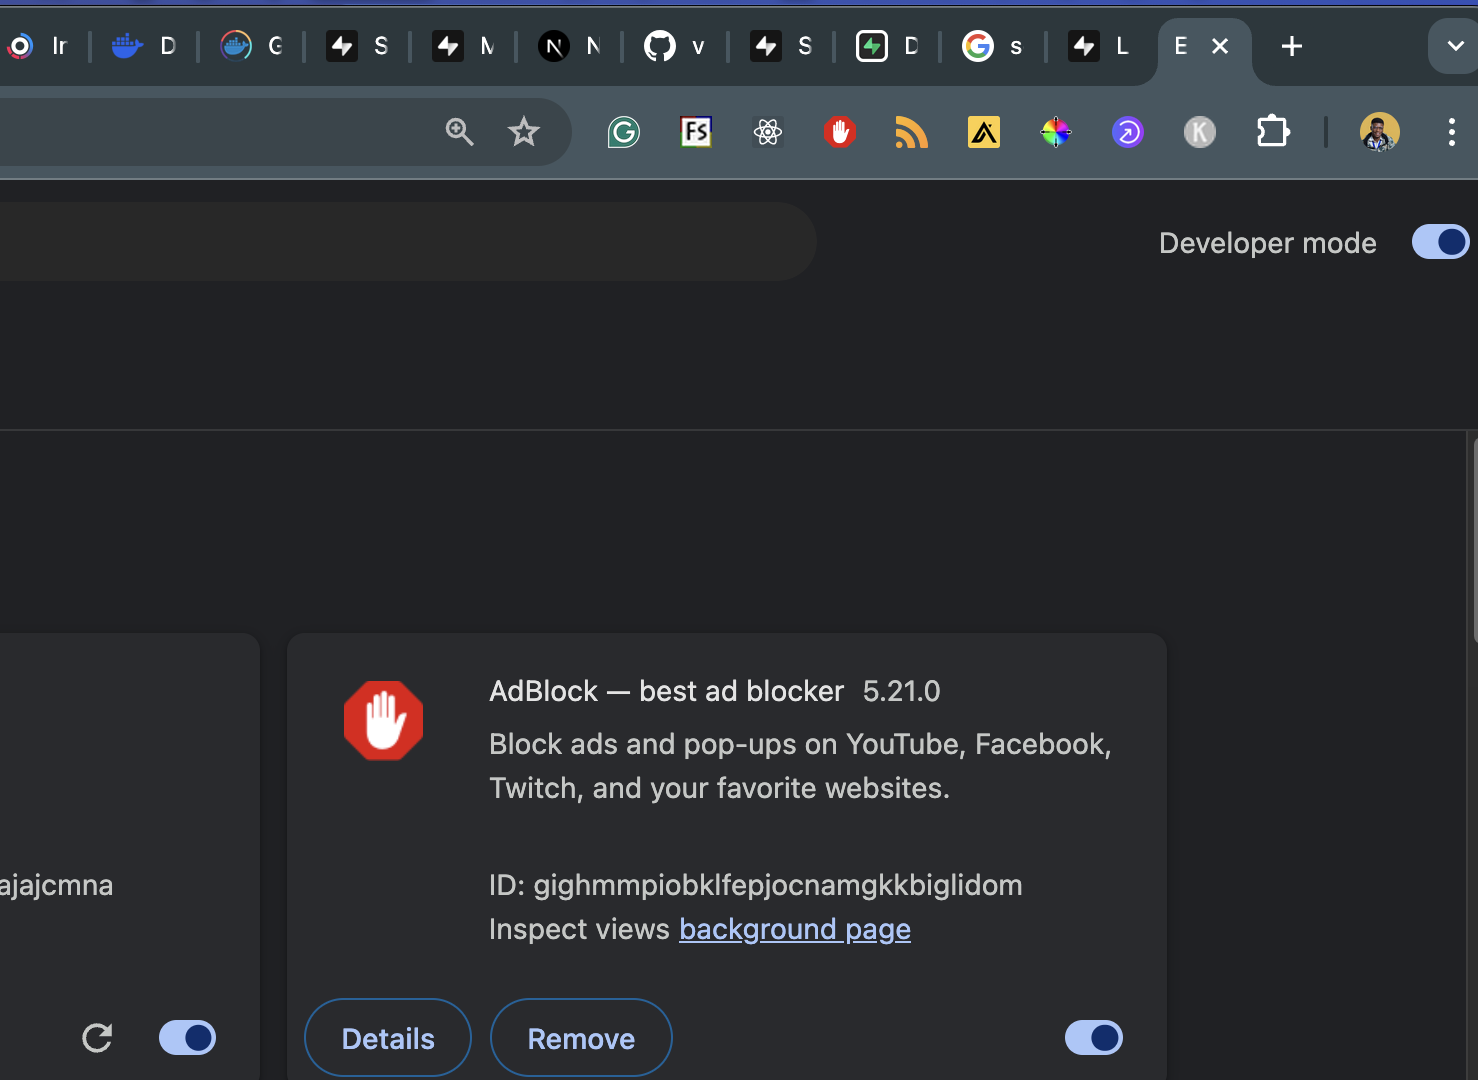 Ir D G S M N v S D G s L E
FS K
Developer mode
AdBlock — best ad blocker 5.21.0
Block ads and pop-ups on YouTube, Facebook,
Twitch, and your favorite websites.
ajajcmna
ID: gighmmpiobklfepjocnamgkkbiglidom
Inspect views background page
Details Remove